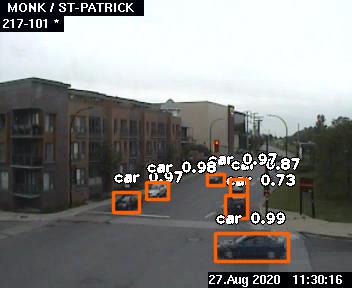 MONK / ST-PATRICK
217-101 *
car 0.97
car 0.87
car 0.98
car 0.97
car 0.73
car 0.99
27.Aug 2020 11:30:16